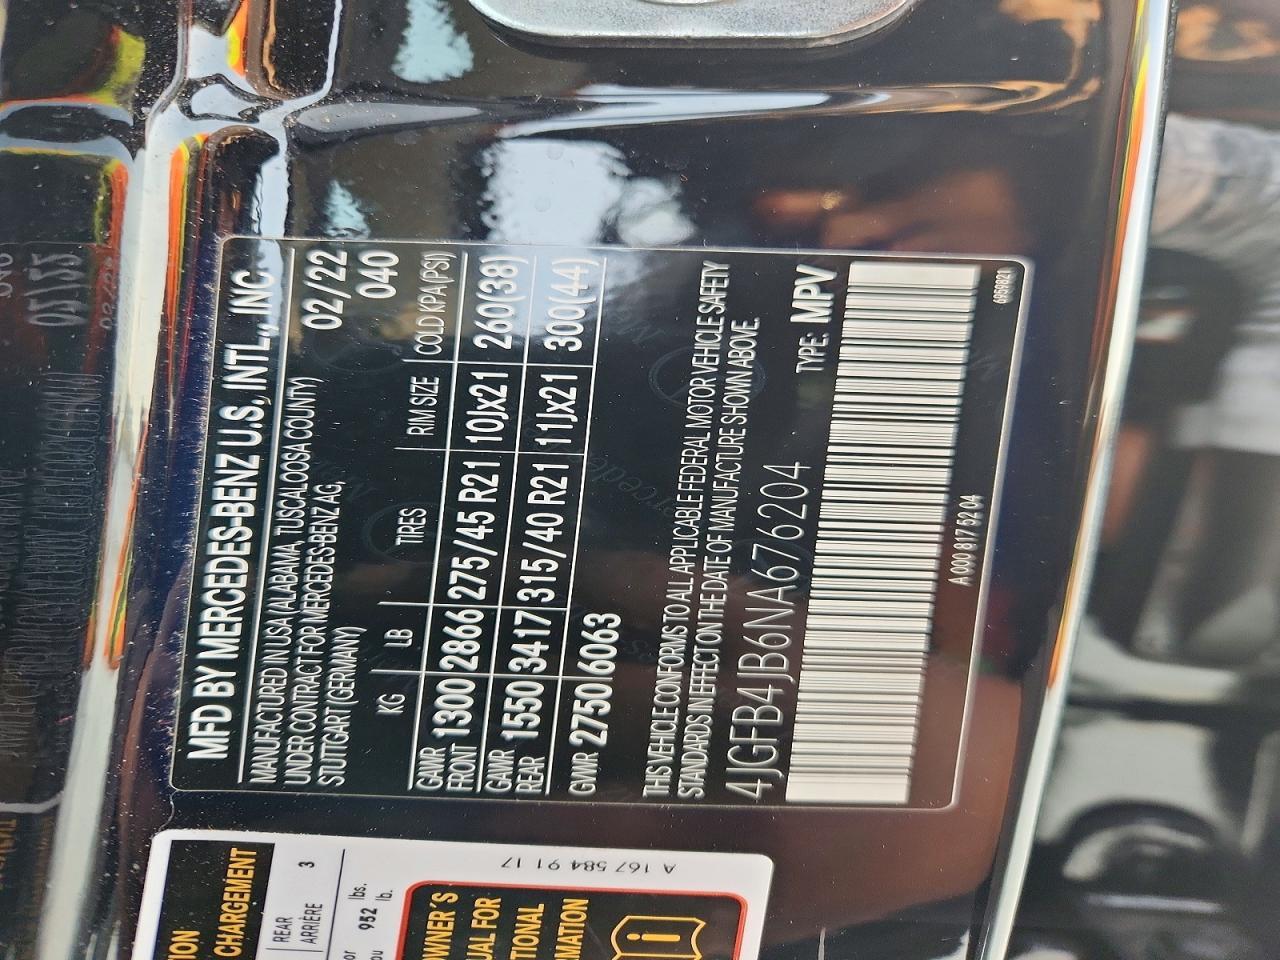 MFD BY MERCEDES-BENZ U.S, INTL., INC.
MANUFACTURED IN USA (ALABAMA, TUSCALOOSA COUNTY) 02/22
UNDER CONTRACT FOR MERCEDES-BENZ AG,
STUTTGART (GERMANY) 040
KG LB TIRES RIM SIZE COLD KPA(PSI)
GAWR FRONT 1300 2866 275/45 R21 10Jx21 260(38)
GAWR REAR 1550 3417 315/40 R21 11Jx21 300(44)
GVWR 2750 6063
THIS VEHICLE CONFORMS TO ALL APPLICABLE FEDERAL MOTOR VEHICLE SAFETY
STANDARDS IN EFFECT ON THE DATE OF MANUFACTURE SHOWN ABOVE.
4JGFB4JB6NA676204 TYPE: MPV
A 000 817 52 04
6959821
CHARGEMENT
REAR
ARRIÈRE 3
952 lbs.
lb.
OWNER'S
A 167 584 91 17